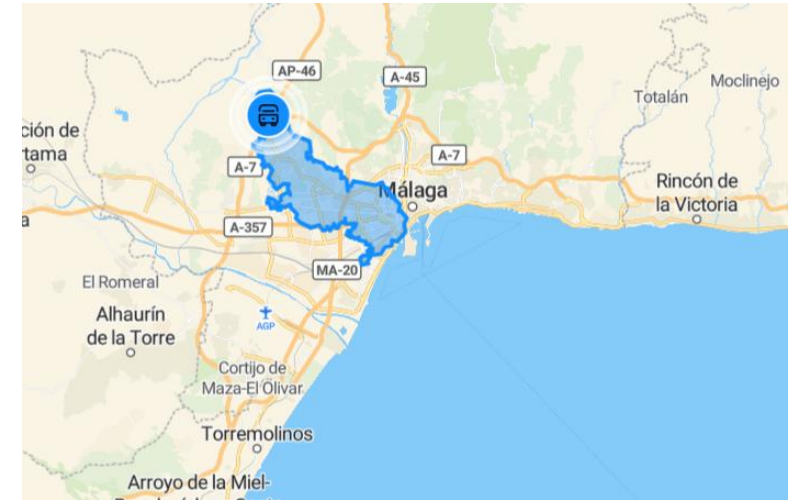 AP-46
A-45
Moclinejo
Totalán
ción de
tama
A-7
A-7
Málaga
Rincón de
la Victoria
A-357
MA-20
El Romeral
Alhaurín
de la Torre
AGP
Cortijo de
Maza-El Olivar
Torremolinos
Arroyo de la Miel-